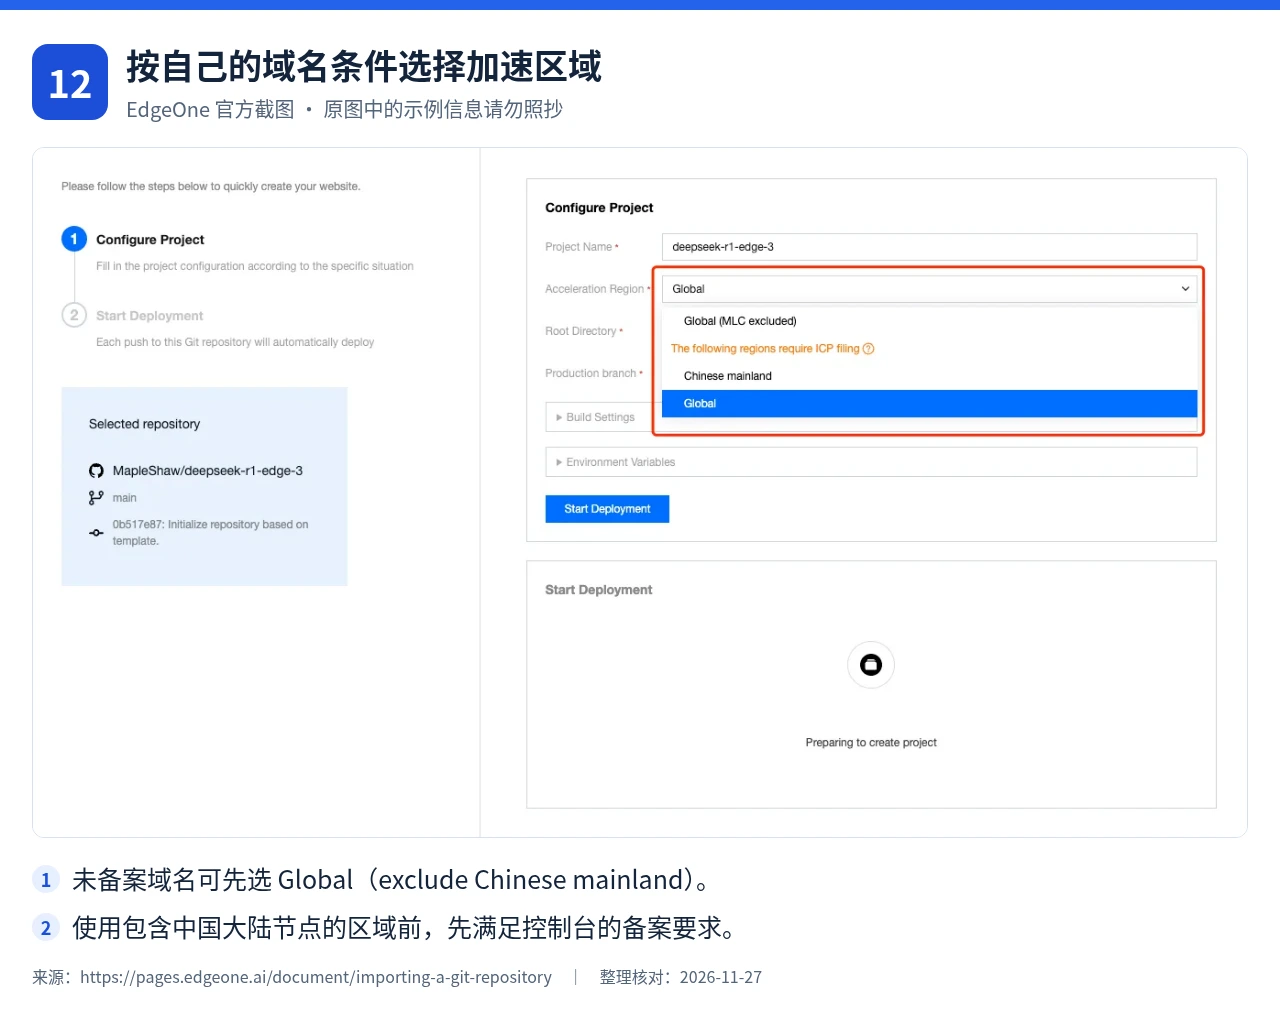 12
按自己的域名条件选择加速区域
EdgeOne 官方截图 · 原图中的示例信息请勿照抄
Please follow the steps below to quickly create your website.
1 Configure Project
Fill in the project configuration according to the specific situation
2 Start Deployment
Each push to this Git repository will automatically deploy
Selected repository
MapleShaw/deepseek-r1-edge-3
main
0b517e87: Initialize repository based on
template.
Configure Project
Project Name * deepseek-r1-edge-3
Acceleration Region * Global
Global (MLC excluded)
Root Directory *
The following regions require ICP filing ?
Production branch * Chinese mainland
Global
Build Settings
Environment Variables
Start Deployment
Start Deployment
Preparing to create project
1 未备案域名可先选 Global（exclude Chinese mainland）。
2 使用包含中国大陆节点的区域前，先满足控制台的备案要求。
来源：https://pages.edgeone.ai/document/importing-a-git-repository ｜ 整理核对：2026-11-27